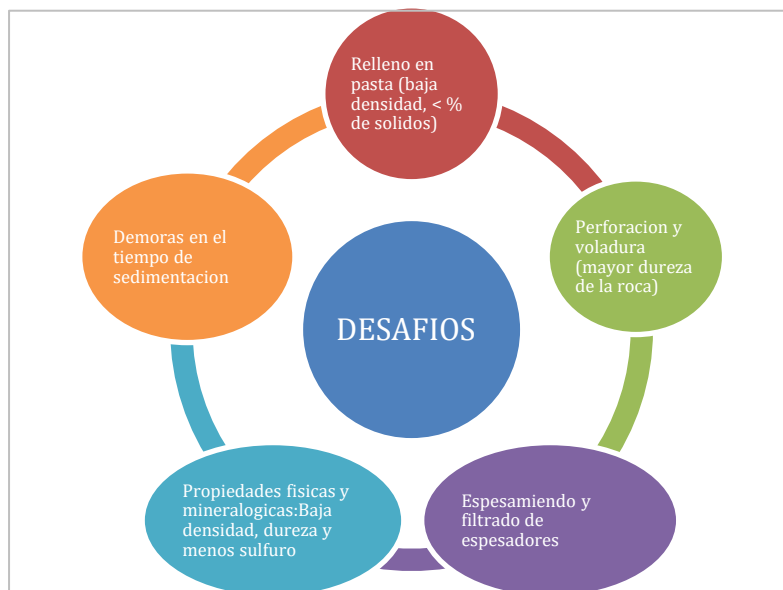 Relleno en
pasta (baja
densidad, < %
de solidos)
Perforacion y
voladura
(mayor dureza
de la roca)
Espesamiendo y
filtrado de
espesadores
Propiedades fisicas y
mineralogicas:Baja
densidad, dureza y
menos sulfuro
Demoras en el
tiempo de
sedimentacion
DESAFIOS